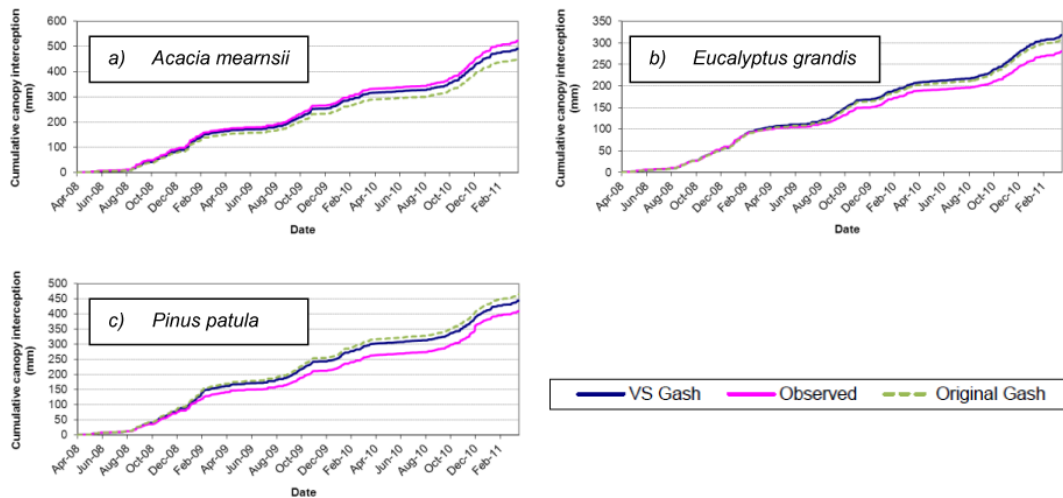 a) Acacia mearnsii
Cumulative canopy interception
(mm)
600
500
400
300
200
100
0
Apr-08
Jun-08
Aug-08
Oct-08
Dec-08
Feb-09
Apr-09
Jun-09
Aug-09
Oct-09
Dec-09
Feb-10
Apr-10
Jun-10
Aug-10
Oct-10
Dec-10
Feb-11
Date
b) Eucalyptus grandis
Cumulative canopy interception
(mm)
350
300
250
200
150
100
50
0
Apr-08
Jun-08
Aug-08
Oct-08
Dec-08
Feb-09
Apr-09
Jun-09
Aug-09
Oct-09
Dec-09
Feb-10
Apr-10
Jun-10
Aug-10
Oct-10
Dec-10
Feb-11
Date
c) Pinus patula
Cumulative canopy interception
(mm)
500
450
400
350
300
250
200
150
100
50
0
Apr-08
Jun-08
Aug-08
Oct-08
Dec-08
Feb-09
Apr-09
Jun-09
Aug-09
Oct-09
Dec-09
Feb-10
Apr-10
Jun-10
Aug-10
Oct-10
Dec-10
Feb-11
Date
VS Gash Observed Original Gash